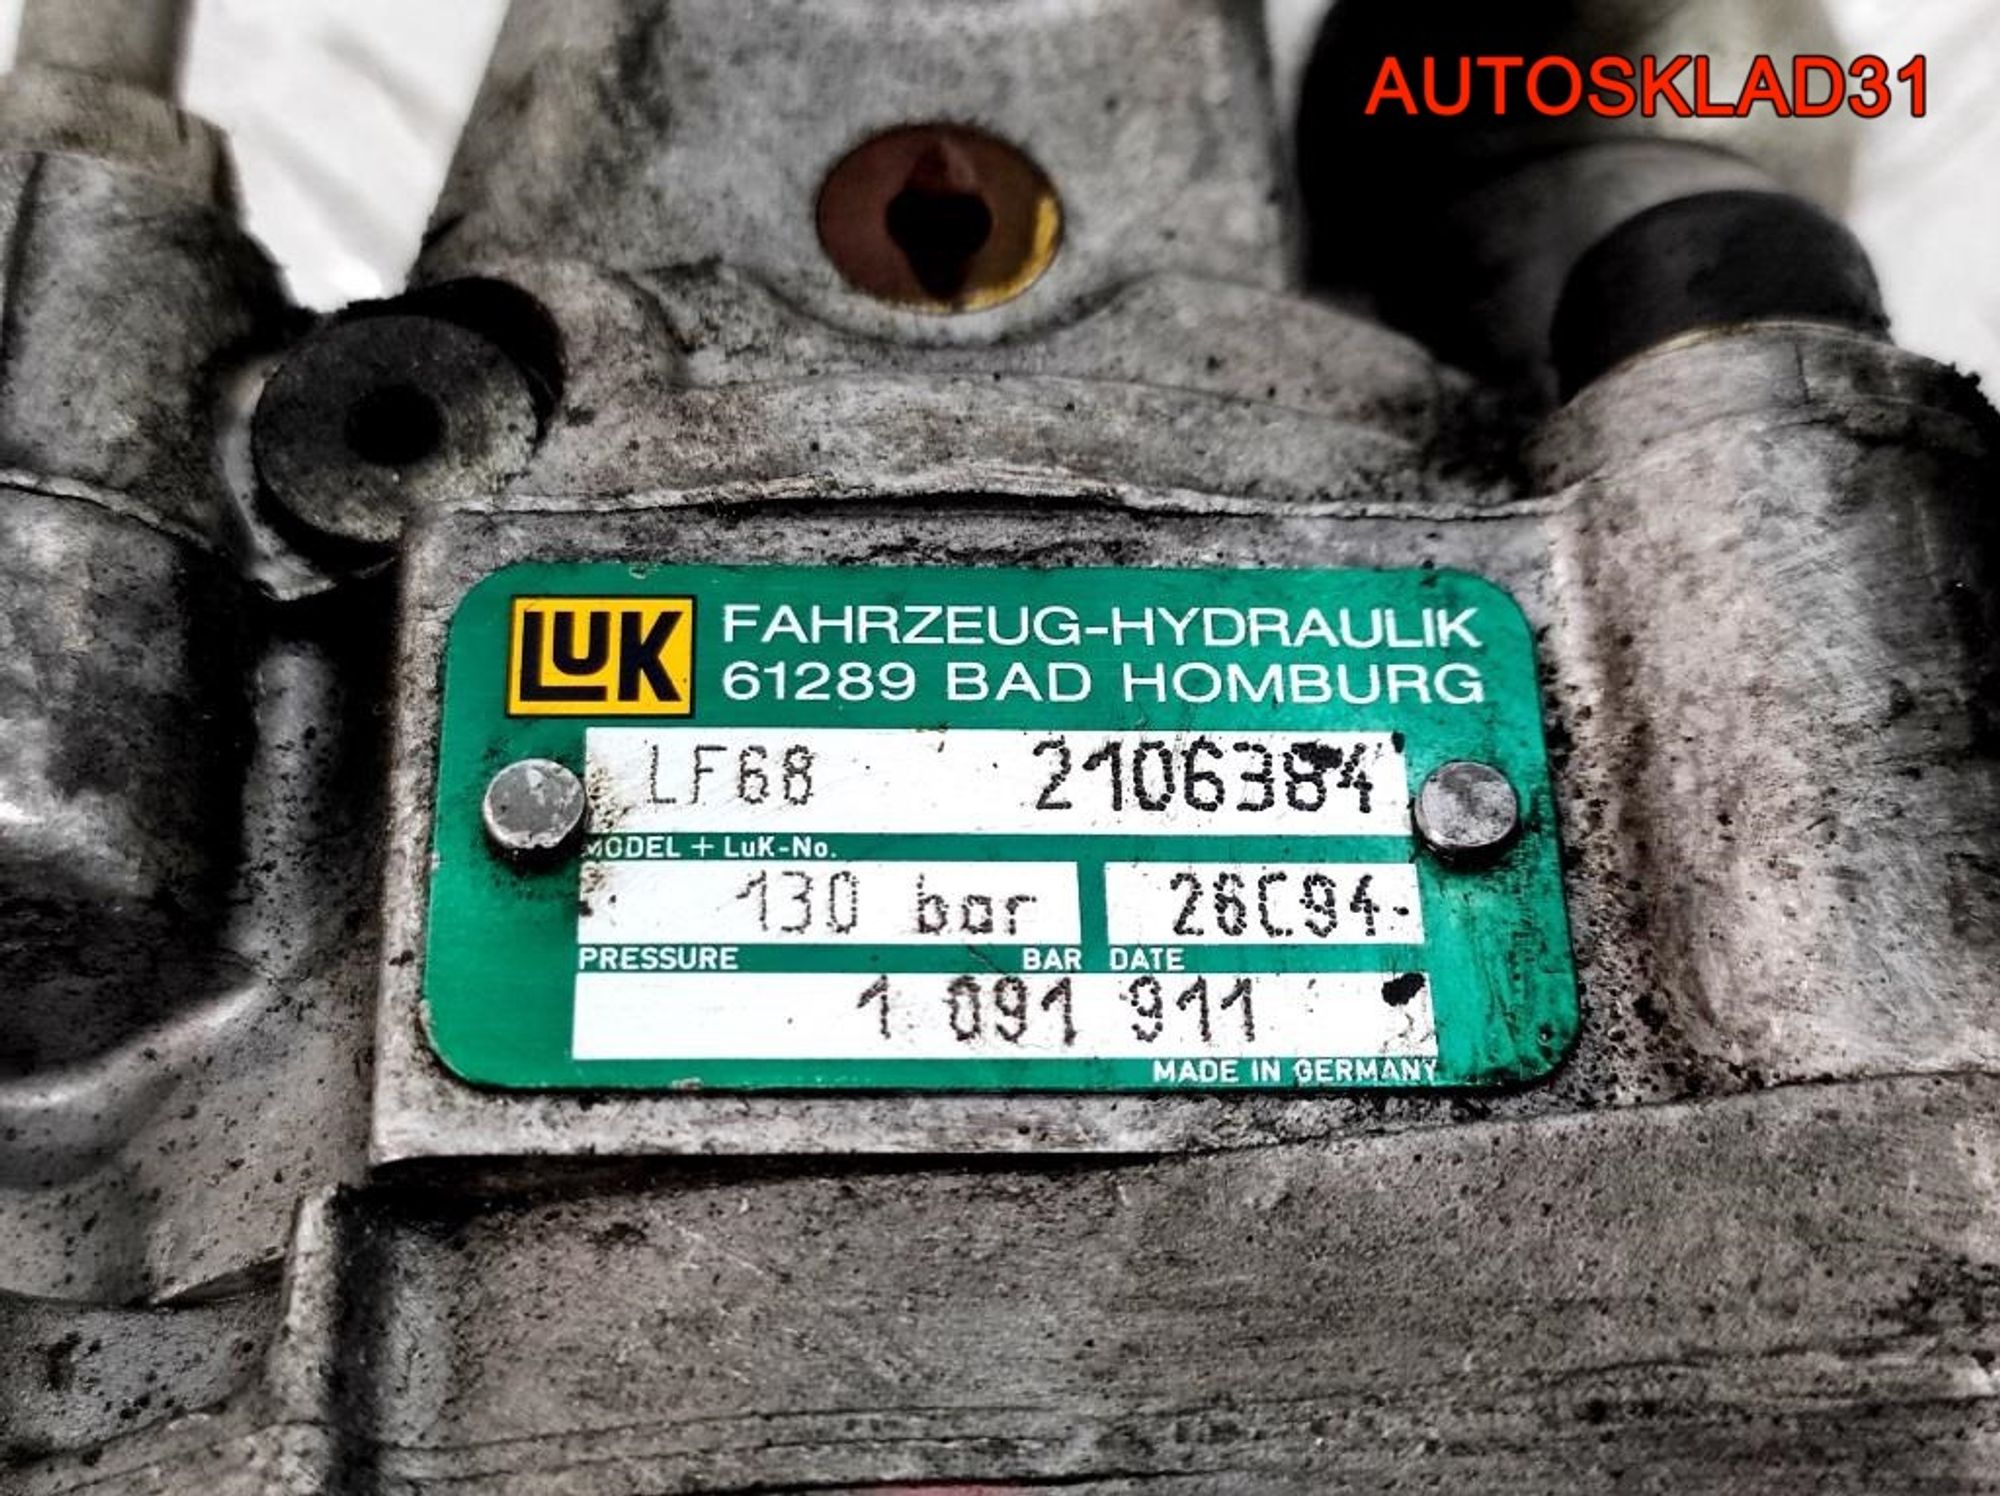 AUTOSKLAD31
LUK FAHRZEUG-HYDRAULIK
61289 BAD HOMBURG
LF68 2106384
MODEL + LuK-No.
130 bar 26C94
PRESSURE BAR DATE
1 091 911
MADE IN GERMANY